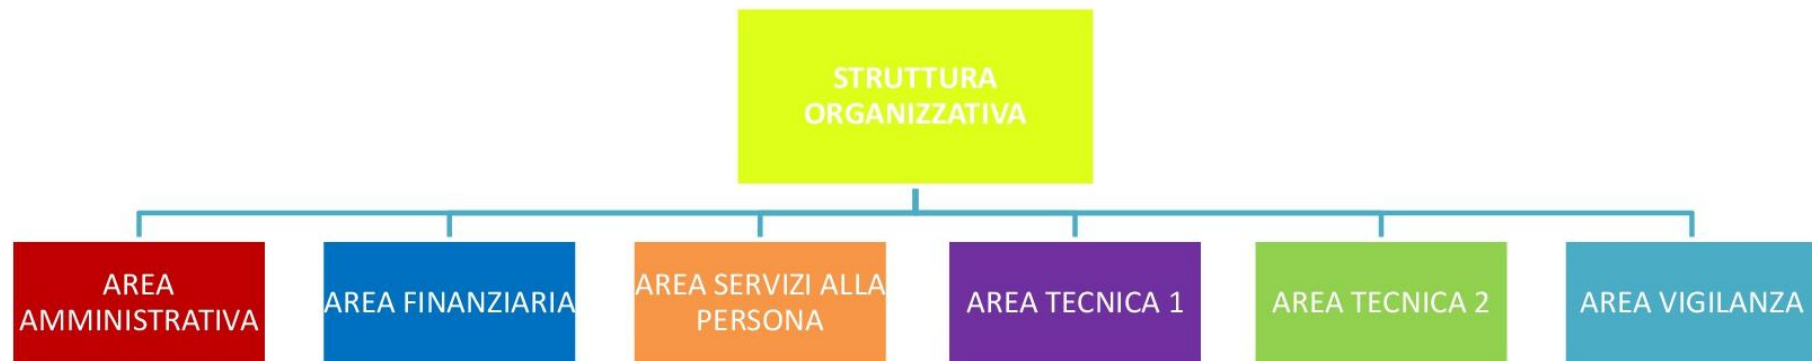 STRUTTURA
ORGANIZZATIVA
AREA
AMMINISTRATIVA
AREA FINANZIARIA
AREA SERVIZI ALLA
PERSONA
AREA TECNICA 1
AREA TECNICA 2
AREA VIGILANZA